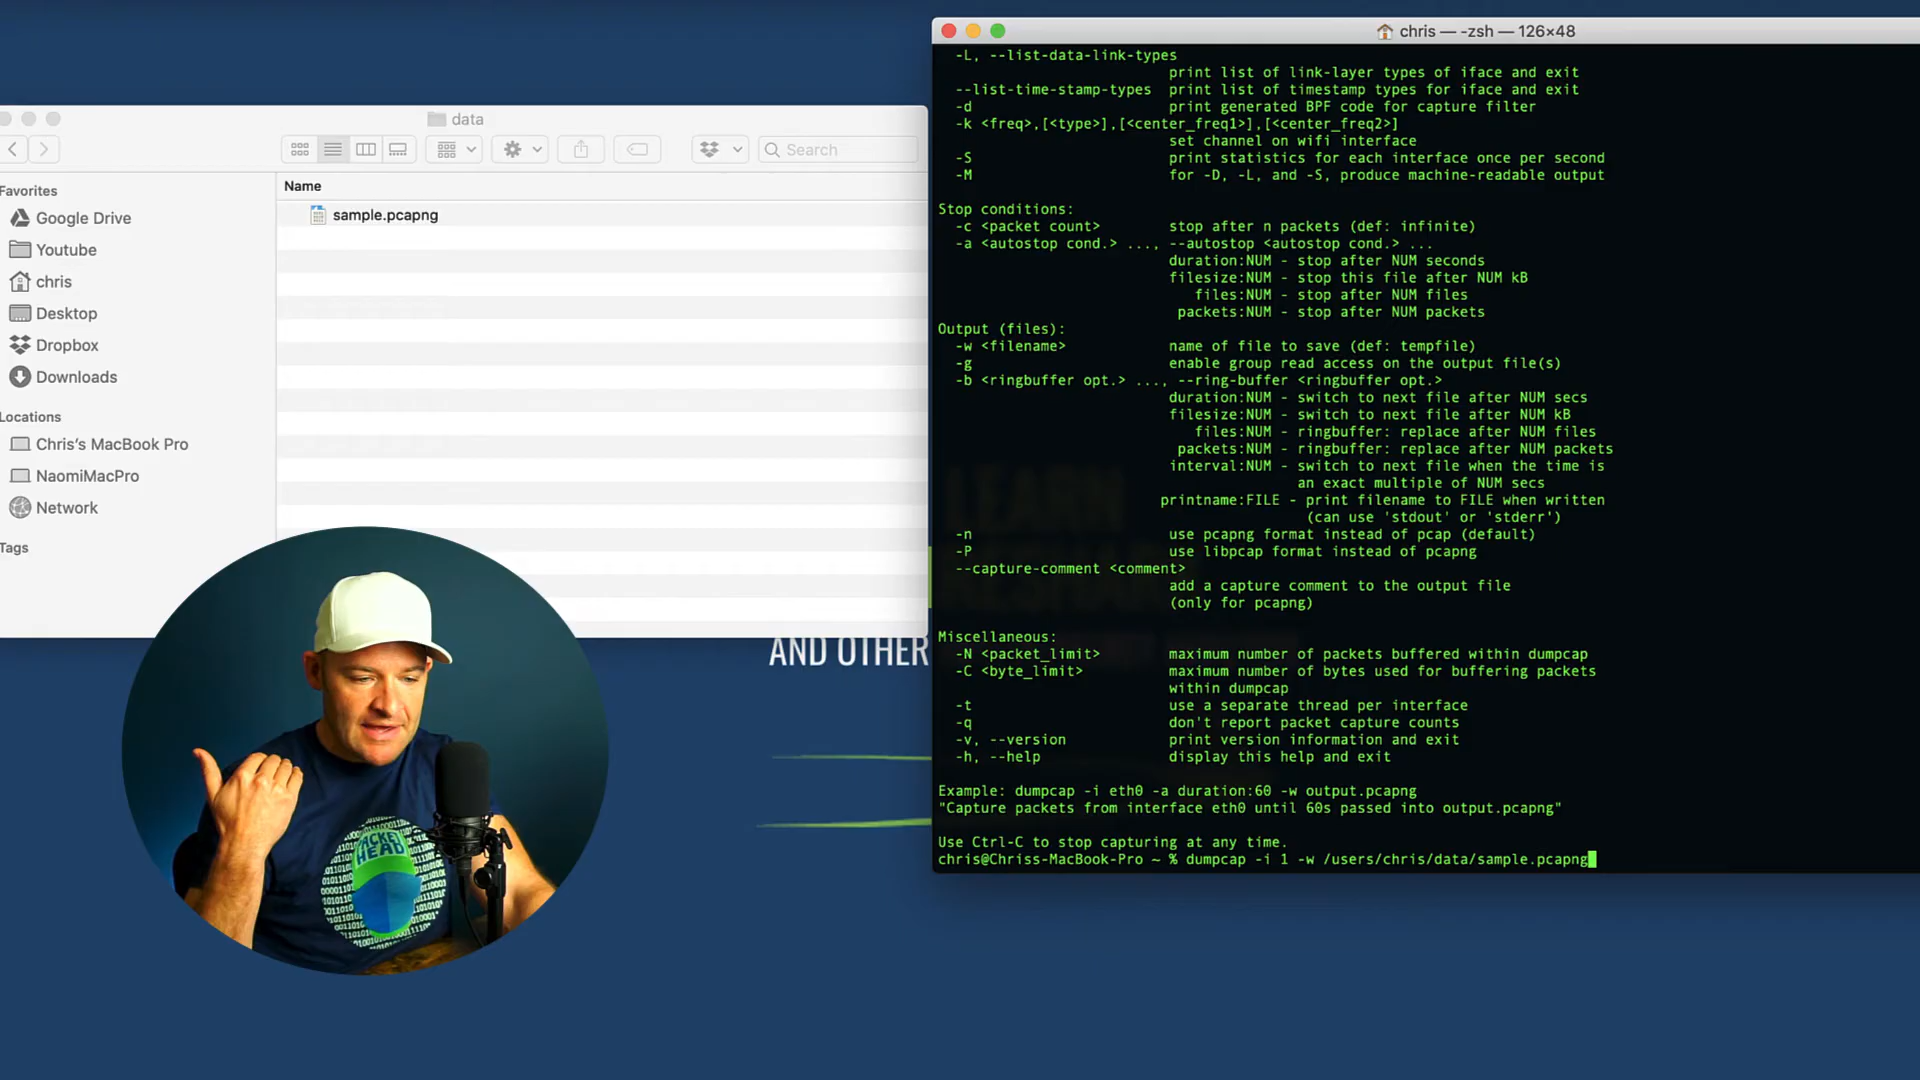 data
Search
Favorites
Google Drive
Youtube
chris
Desktop
Dropbox
Downloads
Locations
Chris's MacBook Pro
NaomiMacPro
Network
Tags
Name
sample.pcapng
AND OTHER
PACKET
HEAD
chris — -zsh — 126×48
-L, --list-data-link-types
print list of link-layer types of iface and exit
--list-time-stamp-types print list of timestamp types for iface and exit
-d print generated BPF code for capture filter
-k <freq>,[<type>],[<center_freq1>],[<center_freq2>]
set channel on wifi interface
-S print statistics for each interface once per second
-M for -D, -L, and -S, produce machine-readable output
Stop conditions:
-c <packet count> stop after n packets (def: infinite)
-a <autostop cond.> ..., --autostop <autostop cond.> ...
duration:NUM - stop after NUM seconds
filesize:NUM - stop this file after NUM kB
files:NUM - stop after NUM files
packets:NUM - stop after NUM packets
Output (files):
-w <filename> name of file to save (def: tempfile)
-g enable group read access on the output file(s)
-b <ringbuffer opt.> ..., --ring-buffer <ringbuffer opt.>
duration:NUM - switch to next file after NUM secs
filesize:NUM - switch to next file after NUM kB
files:NUM - ringbuffer: replace after NUM files
packets:NUM - ringbuffer: replace after NUM packets
interval:NUM - switch to next file when the time is
an exact multiple of NUM secs
printname:FILE - print filename to FILE when written
(can use 'stdout' or 'stderr')
-n use pcapng format instead of pcap (default)
-P use libpcap format instead of pcapng
--capture-comment <comment>
add a capture comment to the output file
(only for pcapng)
Miscellaneous:
-N <packet_limit> maximum number of packets buffered within dumpcap
-C <byte_limit> maximum number of bytes used for buffering packets
within dumpcap
-t use a separate thread per interface
-q don't report packet capture counts
-v, --version print version information and exit
-h, --help display this help and exit
Example: dumpcap -i eth0 -a duration:60 -w output.pcapng
"Capture packets from interface eth0 until 60s passed into output.pcapng"
Use Ctrl-C to stop capturing at any time.
chris@Chriss-MacBook-Pro ~ % dumpcap -i 1 -w /users/chris/data/sample.pcapng